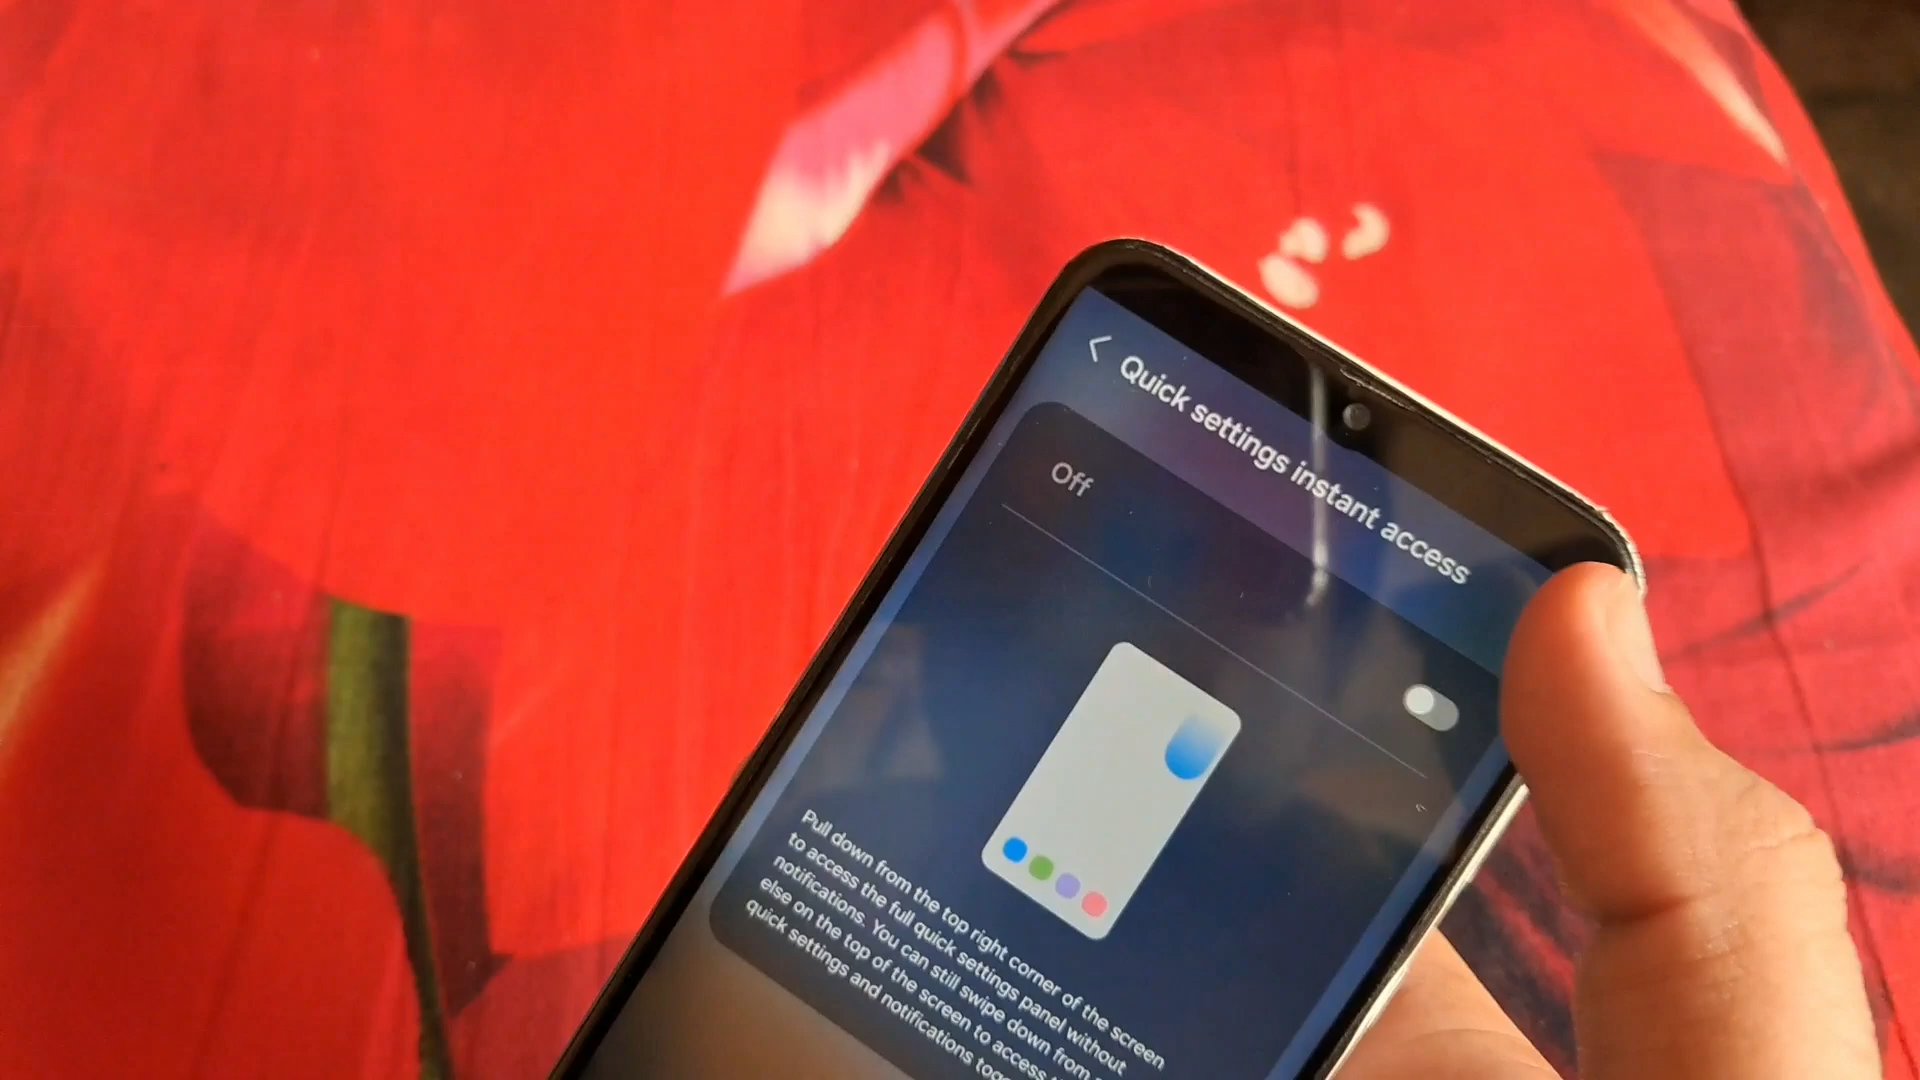 Quick settings instant access
Off
Pull down from the top right corner of the screen
to access the full quick settings panel without
notifications. You can still swipe down from
else on the top of the screen to access
quick settings and notifications